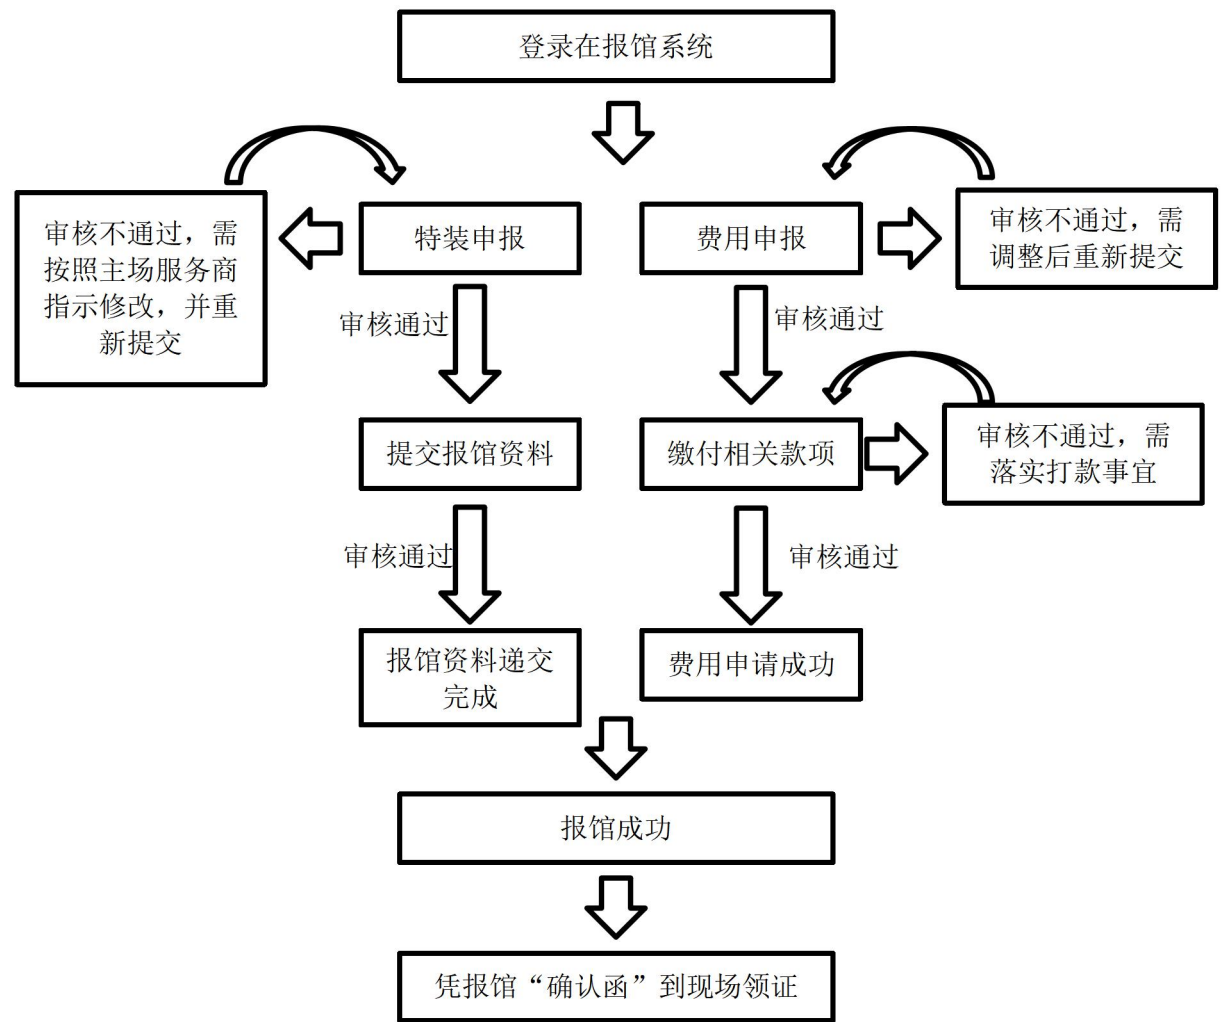 登录在报馆系统
审核不通过，需
按照主场服务商
指示修改，并重
新提交
特装申报
费用申报
审核不通过，需
调整后重新提交
审核通过
审核通过
提交报馆资料
缴付相关款项
审核不通过，需
落实打款事宜
审核通过
审核通过
报馆资料递交
完成
费用申请成功
报馆成功
凭报馆“确认函”到现场领证